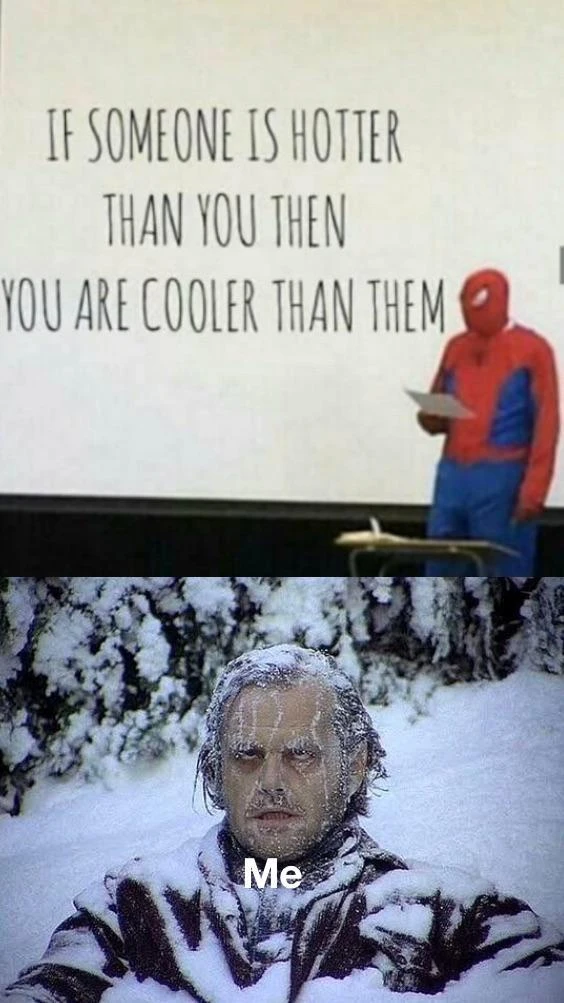 IF SOMEONE IS HOTTER
THAN YOU THEN
YOU ARE COOLER THAN THEM
Me